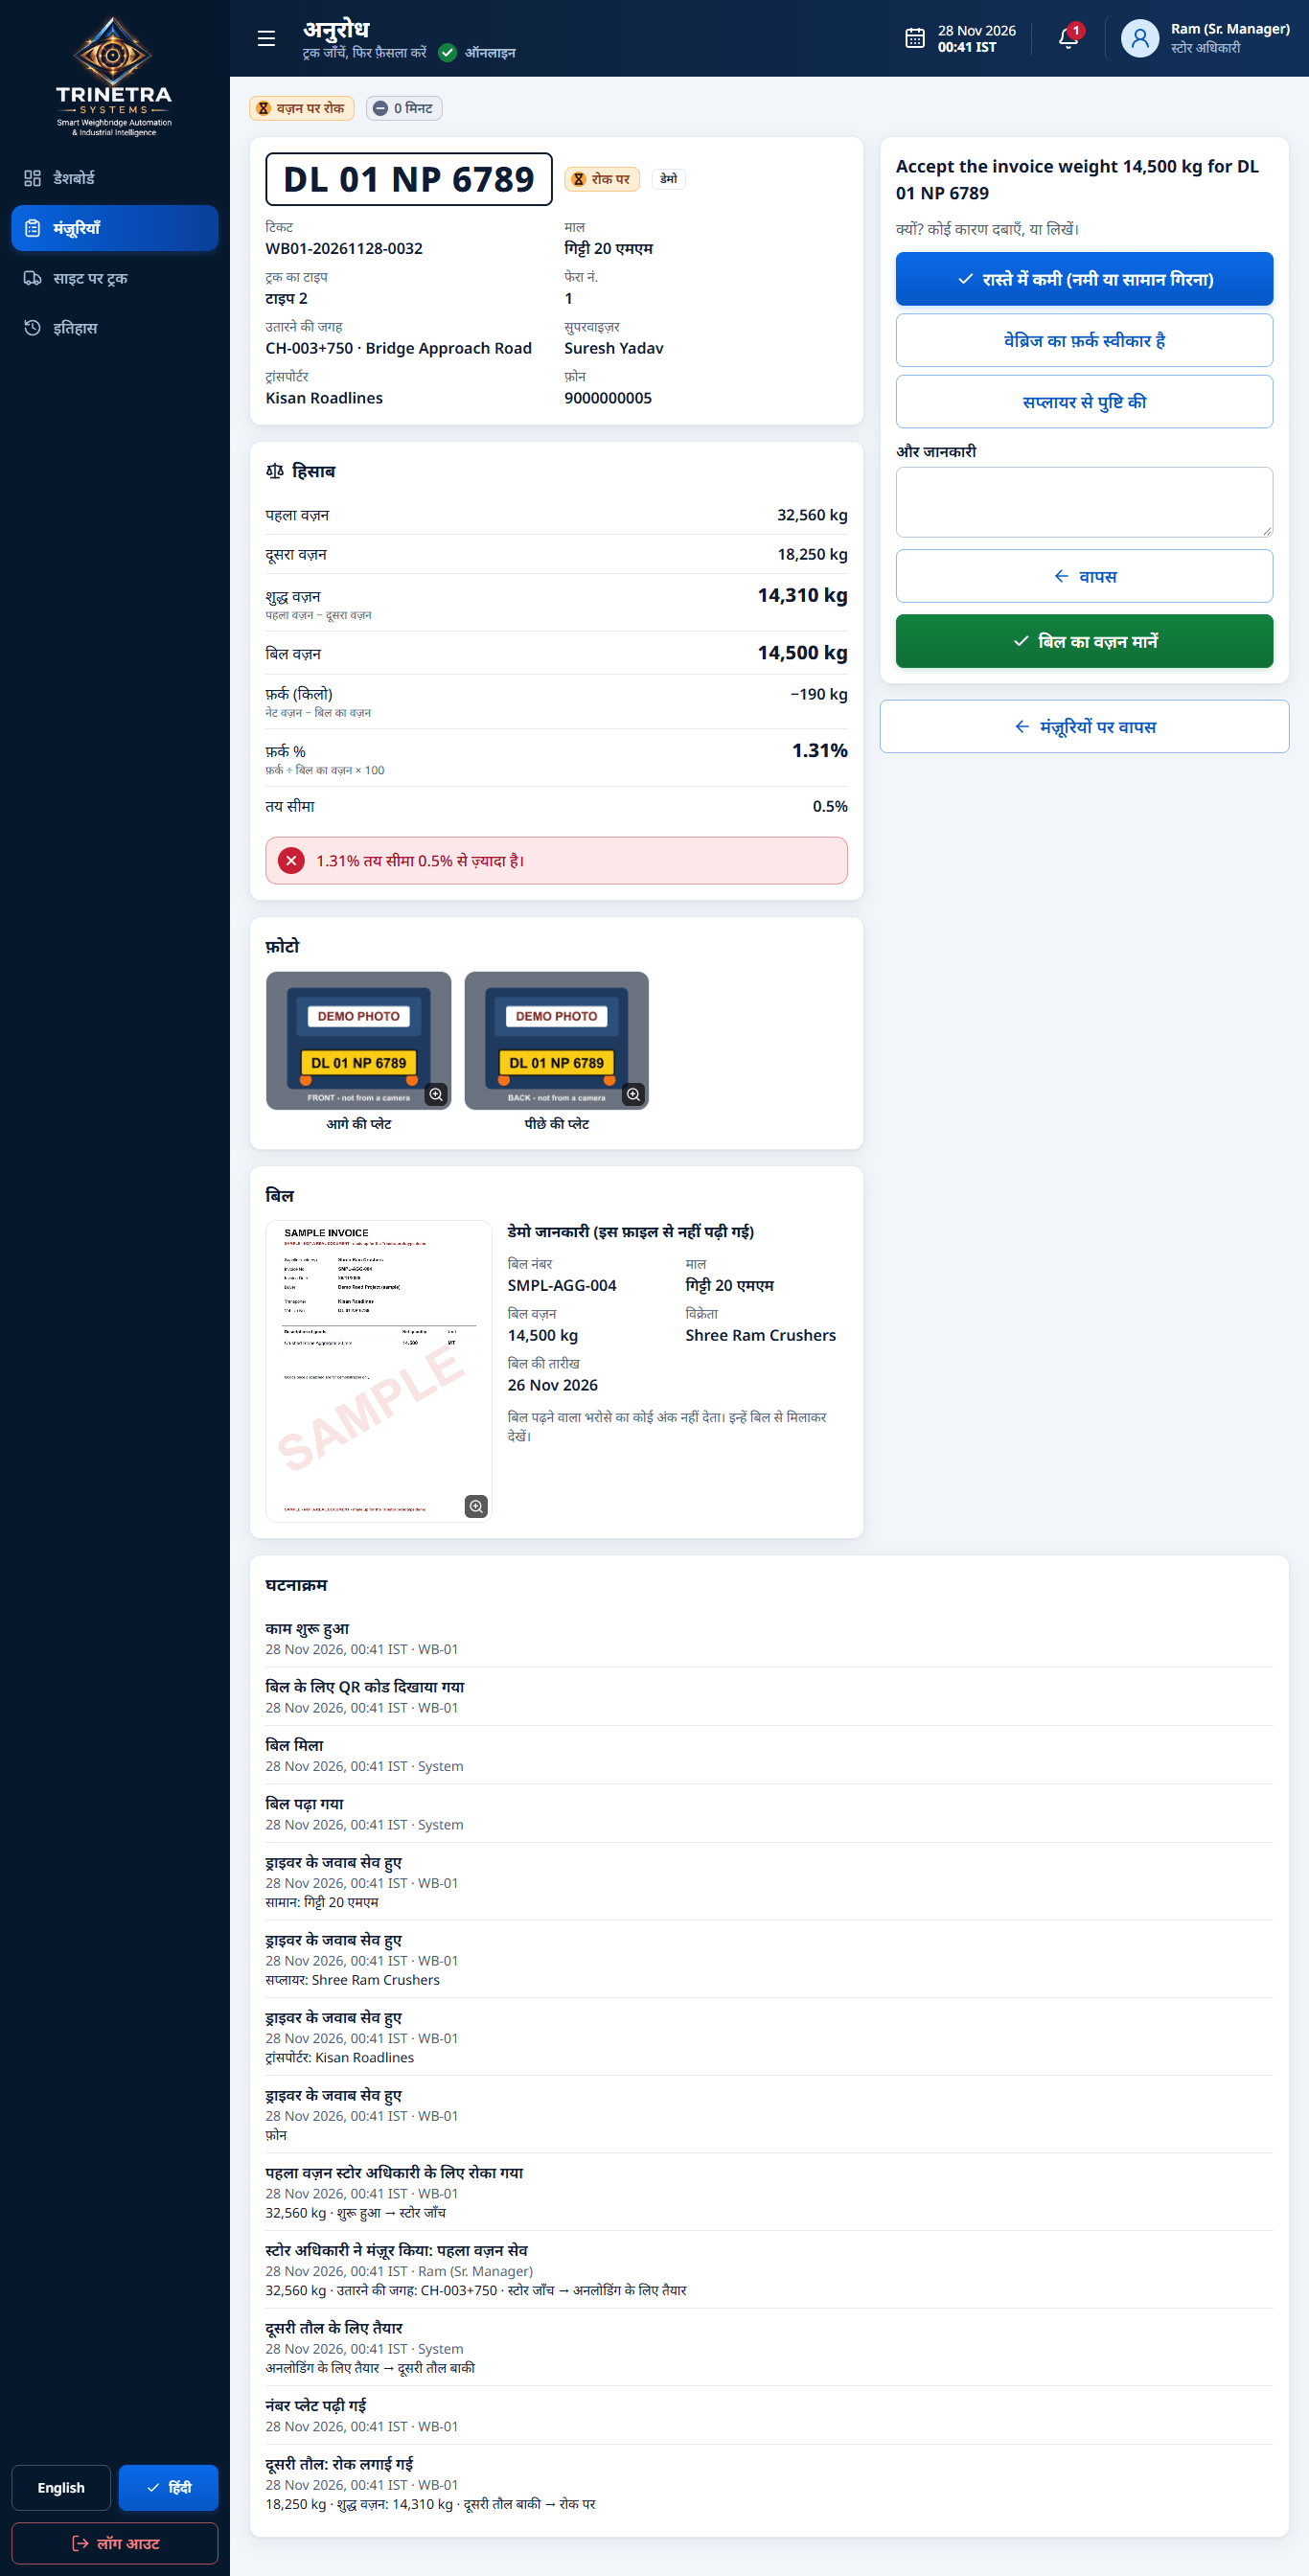 TRINETRA
SYSTEMS
Smart Weighbridge Automation
& Industrial Intelligence
डैशबोर्ड
मंज़ूरियाँ
साइट पर ट्रक
इतिहास
English
हिंदी
लॉग आउट
अनुरोध
ट्रक जाँचें, फिर फ़ैसला करें
ऑनलाइन
28 Nov 2026
00:41 IST
1
Ram (Sr. Manager)
स्टोर अधिकारी
वज़न पर रोक
0 मिनट
DL 01 NP 6789
रोक पर
डेमो
टिकट
WB01-20261128-0032
माल
गिट्टी 20 एमएम
ट्रक का टाइप
टाइप 2
फेरा नं.
1
उतारने की जगह
CH-003+750 · Bridge Approach Road
सुपरवाइज़र
Suresh Yadav
ट्रांसपोर्टर
Kisan Roadlines
फ़ोन
9000000005
हिसाब
पहला वज़न
32,560 kg
दूसरा वज़न
18,250 kg
शुद्ध वज़न
14,310 kg
पहला वज़न − दूसरा वज़न
बिल वज़न
14,500 kg
फ़र्क (किलो)
−190 kg
नेट वज़न − बिल का वज़न
फ़र्क %
1.31%
फ़र्क ÷ बिल का वज़न × 100
तय सीमा
0.5%
1.31% तय सीमा 0.5% से ज़्यादा है।
फ़ोटो
DEMO PHOTO
DL 01 NP 6789
FRONT - not from a camera
आगे की प्लेट
DEMO PHOTO
DL 01 NP 6789
BACK - not from a camera
पीछे की प्लेट
बिल
SAMPLE INVOICE
SAMPLE
डेमो जानकारी (इस फ़ाइल से नहीं पढ़ी गई)
बिल नंबर
SMPL-AGG-004
माल
गिट्टी 20 एमएम
बिल वज़न
14,500 kg
विक्रेता
Shree Ram Crushers
बिल की तारीख
26 Nov 2026
बिल पढ़ने वाला भरोसे का कोई अंक नहीं देता। इन्हें बिल से मिलाकर
देखें।
Accept the invoice weight 14,500 kg for DL
01 NP 6789
क्यों? कोई कारण दबाएँ, या लिखें।
रास्ते में कमी (नमी या सामान गिरना)
वेब्रिज का फ़र्क स्वीकार है
सप्लायर से पुष्टि की
और जानकारी
वापस
बिल का वज़न मानें
मंज़ूरियों पर वापस
घटनाक्रम
काम शुरू हुआ
28 Nov 2026, 00:41 IST · WB-01
बिल के लिए QR कोड दिखाया गया
28 Nov 2026, 00:41 IST · WB-01
बिल मिला
28 Nov 2026, 00:41 IST · System
बिल पढ़ा गया
28 Nov 2026, 00:41 IST · System
ड्राइवर के जवाब सेव हुए
28 Nov 2026, 00:41 IST · WB-01
सामान: गिट्टी 20 एमएम
ड्राइवर के जवाब सेव हुए
28 Nov 2026, 00:41 IST · WB-01
सप्लायर: Shree Ram Crushers
ड्राइवर के जवाब सेव हुए
28 Nov 2026, 00:41 IST · WB-01
ट्रांसपोर्टर: Kisan Roadlines
ड्राइवर के जवाब सेव हुए
28 Nov 2026, 00:41 IST · WB-01
फ़ोन
पहला वज़न स्टोर अधिकारी के लिए रोका गया
28 Nov 2026, 00:41 IST · WB-01
32,560 kg · शुरू हुआ → स्टोर जाँच
स्टोर अधिकारी ने मंज़ूर किया: पहला वज़न सेव
28 Nov 2026, 00:41 IST · Ram (Sr. Manager)
32,560 kg · उतारने की जगह: CH-003+750 · स्टोर जाँच → अनलोडिंग के लिए तैयार
दूसरी तौल के लिए तैयार
28 Nov 2026, 00:41 IST · System
अनलोडिंग के लिए तैयार → दूसरी तौल बाकी
नंबर प्लेट पढ़ी गई
28 Nov 2026, 00:41 IST · WB-01
दूसरी तौल: रोक लगाई गई
28 Nov 2026, 00:41 IST · WB-01
18,250 kg · शुद्ध वज़न: 14,310 kg · दूसरी तौल बाकी → रोक पर